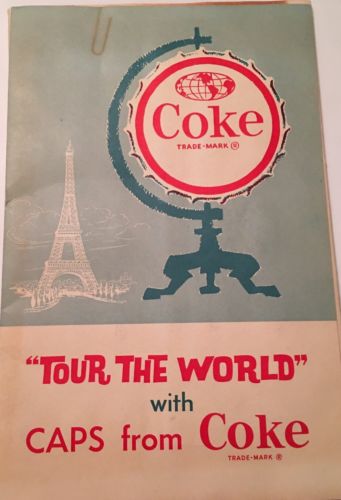 Coke
TRADE-MARK ®
"TOUR THE WORLD"
with
CAPS from Coke
TRADE-MARK ®